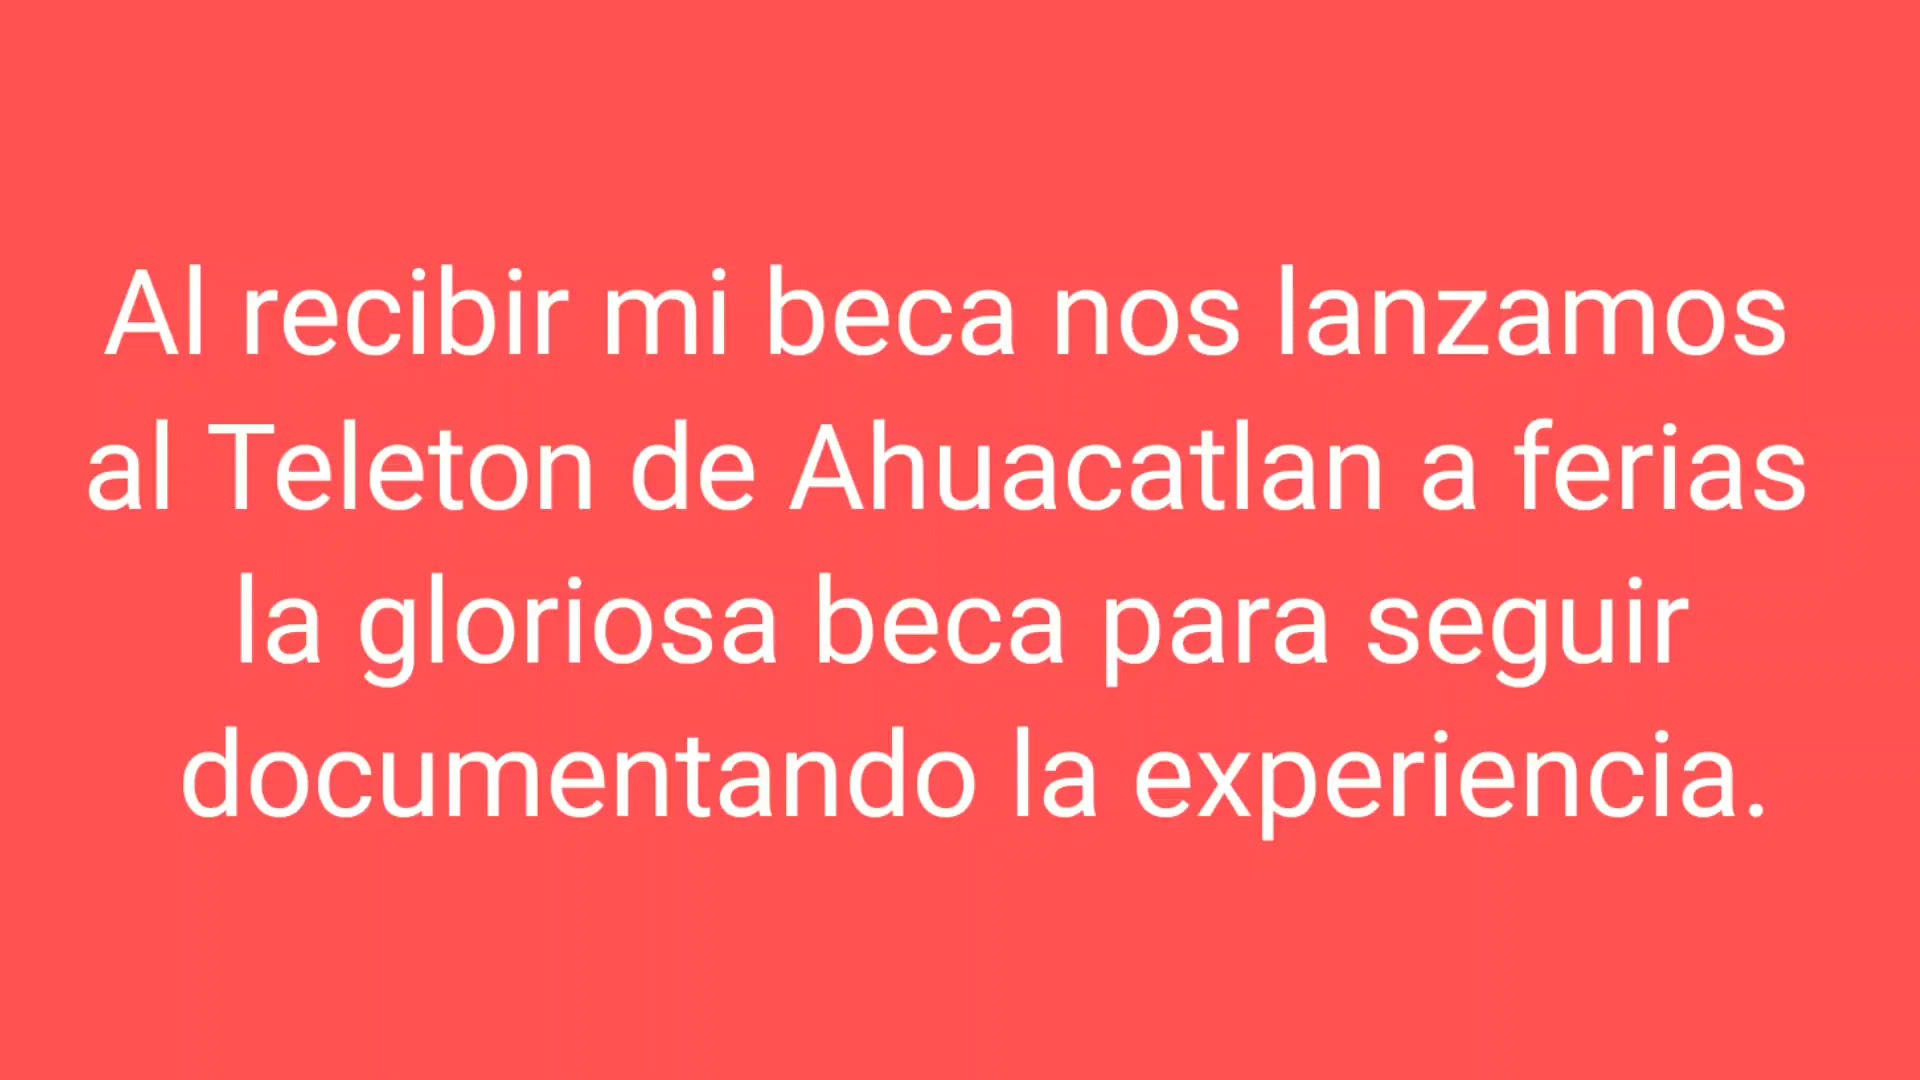 Al recibir mi beca nos lanzamos
al Teleton de Ahuacatlan a ferias
la gloriosa beca para seguir
documentando la experiencia.